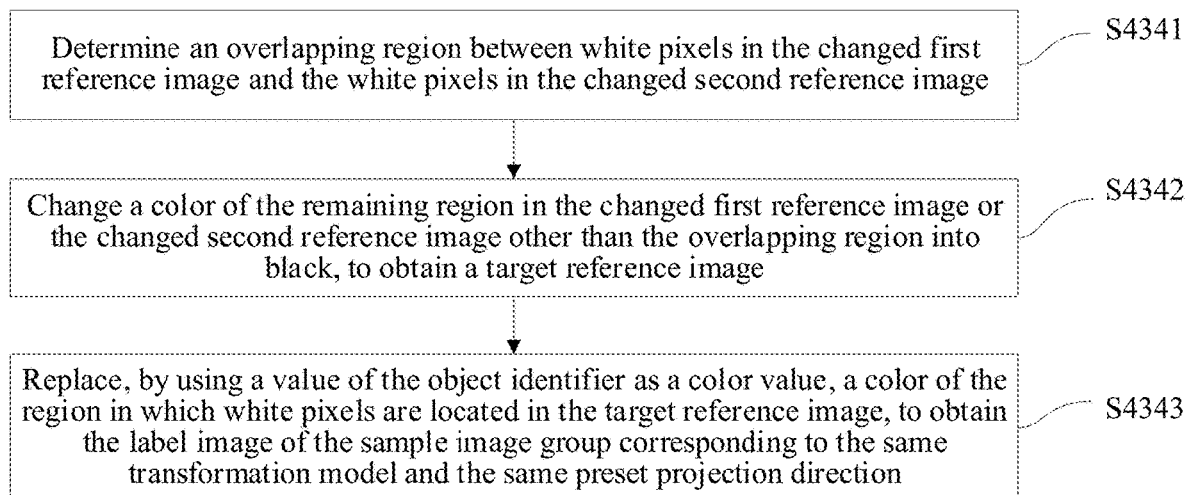 Determine an overlapping region between white pixels in the changed first
reference image and the white pixels in the changed second reference image
S4341
Change a color of the remaining region in the changed first reference image or
the changed second reference image other than the overlapping region into
black, to obtain a target reference image
S4342
Replace, by using a value of the object identifier as a color value, a color of the
region in which white pixels are located in the target reference image, to obtain
the label image of the sample image group corresponding to the same
transformation model and the same preset projection direction
S4343